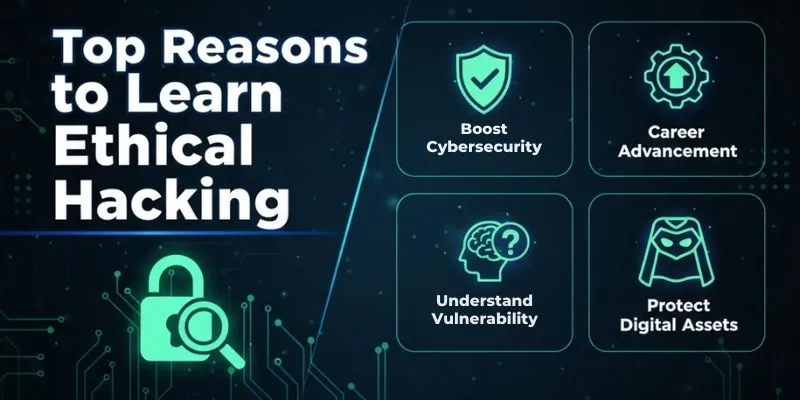 Top Reasons
to Learn
Ethical
Hacking
Boost
Cybersecurity
Career
Advancement
?
Understand
Vulnerability
Protect
Digital Assets